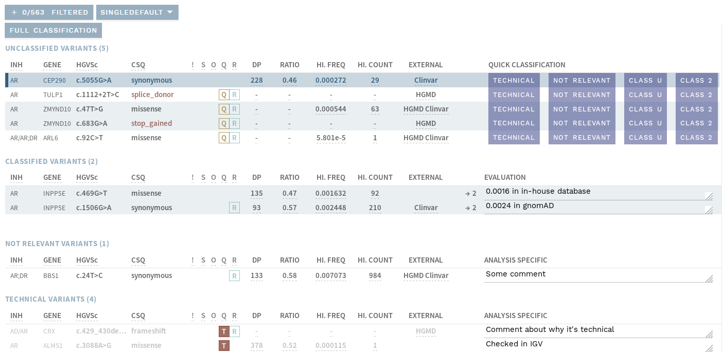 + 0/563 FILTERED SINGLEDEFAULT
FULL CLASSIFICATION
UNCLASSIFIED VARIANTS (5)
INH GENE HGVSc CSQ ! S O Q R DP RATIO HI. FREQ HI. COUNT EXTERNAL QUICK CLASSIFICATION
AR CEP290 c.5055G>A synonymous 228 0.46 0.000272 29 Clinvar TECHNICAL NOT RELEVANT CLASS U CLASS 2
AR TULP1 c.1112+2T>C splice_donor Q R - - - - HGMD TECHNICAL NOT RELEVANT CLASS U CLASS 2
AR ZMYND10 c.47T>G missense Q R - - 0.000544 63 HGMD Clinvar TECHNICAL NOT RELEVANT CLASS U CLASS 2
AR ZMYND10 c.683G>A stop_gained Q R - - - - HGMD TECHNICAL NOT RELEVANT CLASS U CLASS 2
AR/AR;DR ARL6 c.92C>T missense Q R - - 5.801e-5 1 HGMD Clinvar TECHNICAL NOT RELEVANT CLASS U CLASS 2
CLASSIFIED VARIANTS (2)
INH GENE HGVSc CSQ ! S O Q R DP RATIO HI. FREQ HI. COUNT EXTERNAL EVALUATION
AR INPP5E c.469G>T missense 135 0.47 0.001632 92 → 2 0.0016 in in-house database
AR INPP5E c.1506G>A synonymous R 93 0.57 0.002448 210 Clinvar → 2 0.0024 in gnomAD
NOT RELEVANT VARIANTS (1)
INH GENE HGVSc CSQ ! S O Q R DP RATIO HI. FREQ HI. COUNT EXTERNAL ANALYSIS SPECIFIC
AR;DR BBS1 c.24T>C synonymous R 133 0.58 0.007073 984 HGMD Clinvar Some comment
TECHNICAL VARIANTS (4)
INH GENE HGVSc CSQ ! S O Q R DP RATIO HI. FREQ HI. COUNT EXTERNAL ANALYSIS SPECIFIC
AD/AR CRX c.429_430de... frameshift T R - - - - HGMD Comment about why it's technical
AR ALMS1 c.3088A>G missense T 378 0.52 0.000115 1 Checked in IGV